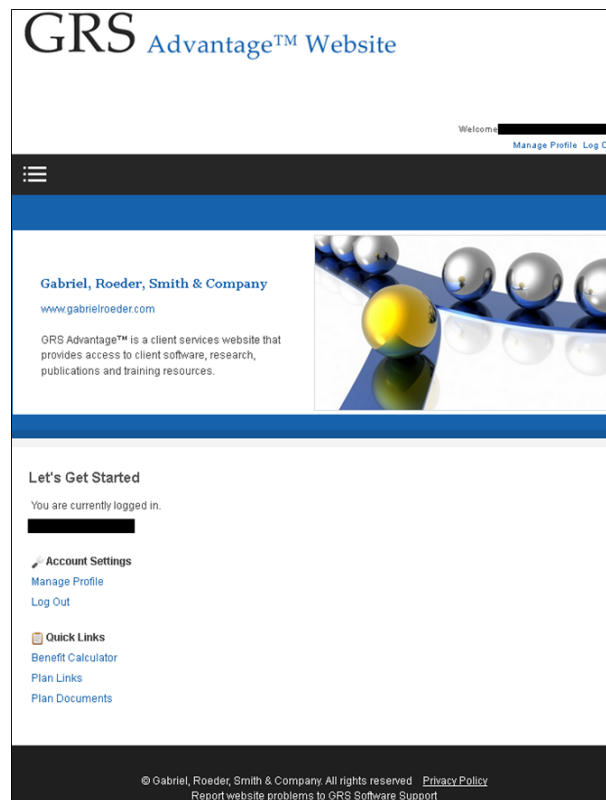 GRS Advantage™ Website
Welcome
Manage Profile Log O
Gabriel, Roeder, Smith & Company
www.gabrielroeder.com
GRS Advantage™ is a client services website that
provides access to client software, research,
publications and training resources.
Let's Get Started
You are currently logged in.
Account Settings
Manage Profile
Log Out
Quick Links
Benefit Calculator
Plan Links
Plan Documents
© Gabriel, Roeder, Smith & Company. All rights reserved Privacy Policy
Report website problems to GRS Software Support